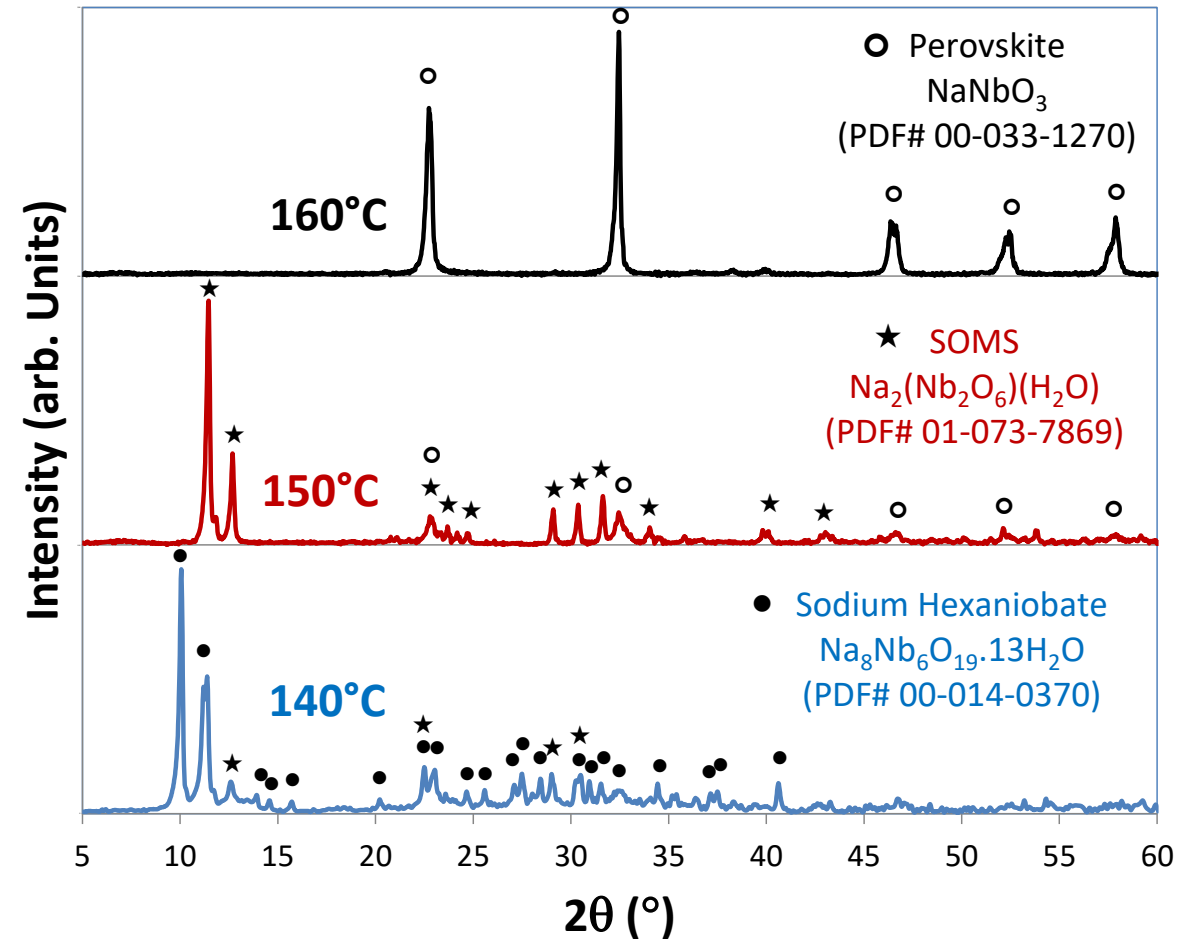 Intensity (arb. Units)
Perovskite
NaNbO₃
(PDF# 00-033-1270)
160°C
SOMS
Na₂(Nb₂O₆)(H₂O)
(PDF# 01-073-7869)
150°C
Sodium Hexaniobate
Na₈Nb₆O₁₉.13H₂O
(PDF# 00-014-0370)
140°C
5 10 15 20 25 30 35 40 45 50 55 60
2θ (°)